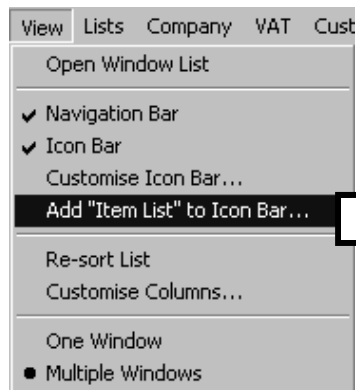 View Lists Company VAT Cust
Open Window List
Navigation Bar
Icon Bar
Customise Icon Bar...
Add "Item List" to Icon Bar...
Re-sort List
Customise Columns...
One Window
Multiple Windows